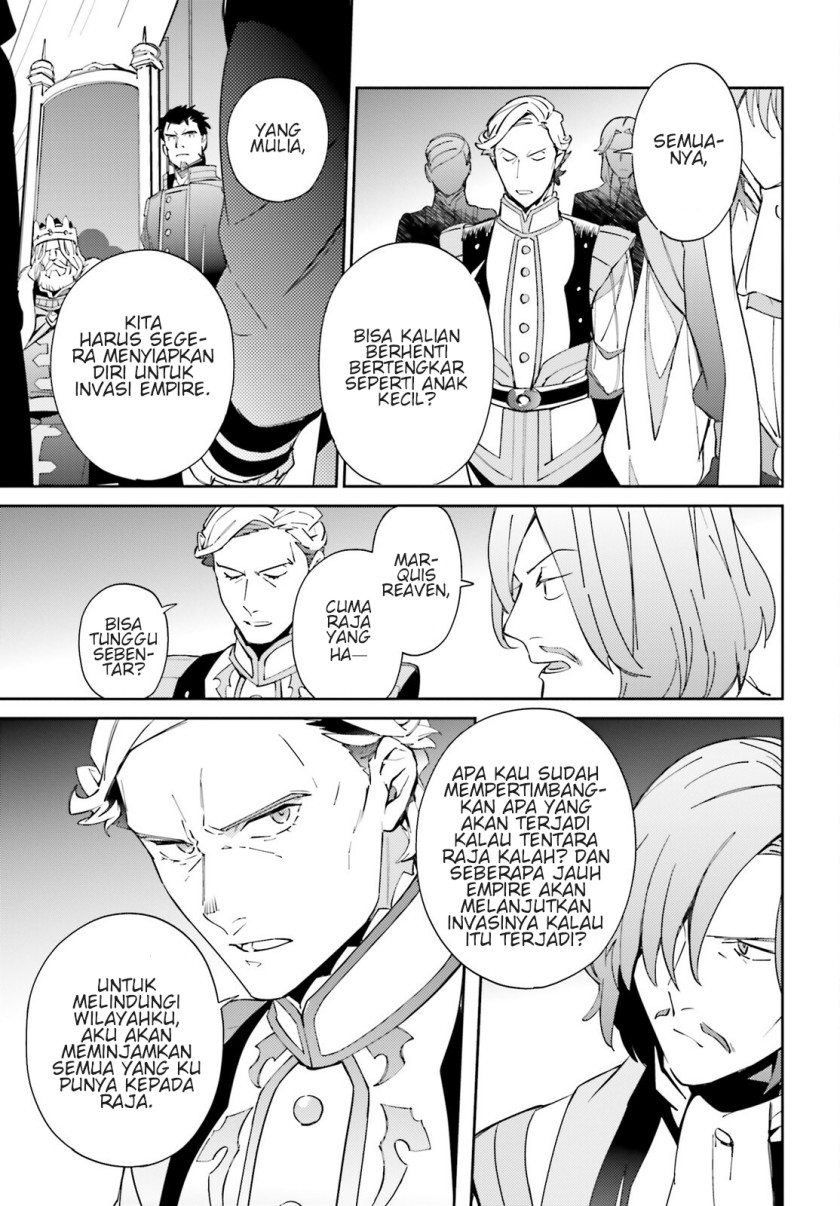 SEMUA-
NYA,
BISA KALIAN
BERHENTI
BERTENGKAR
SEPERTI ANAK
KECIL?
YANG
MULIA,
KITA
HARUS SEGE-
RA MENYIAPKAN
DIRI UNTUK
INVASI EMPIRE.
MAR-
QUIS
REAVEN,
CUMA
RAJA
YANG
HA—
BISA
TUNGGU
SEBEN-
TAR?
APA KAU SUDAH
MEMPERTIMBANG-
KAN APA YANG
AKAN TERJADI
KALAU TENTARA
RAJA KALAH? DAN
SEBERAPA JAUH
EMPIRE AKAN
MELANJUTKAN
INVASINYA KALAU
ITU TERJADI?
UNTUK
MELINDUNGI
WILAYAHKU,
AKU AKAN
MEMINJAMKAN
SEMUA YANG KU
PUNYA KEPADA
RAJA.